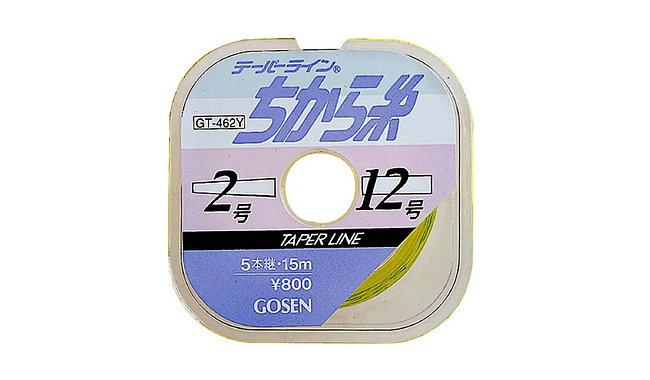 テーパーライン®
ちから糸
GT-462Y
2号
12号
TAPER LINE
5本継・15m
¥800
GOSEN